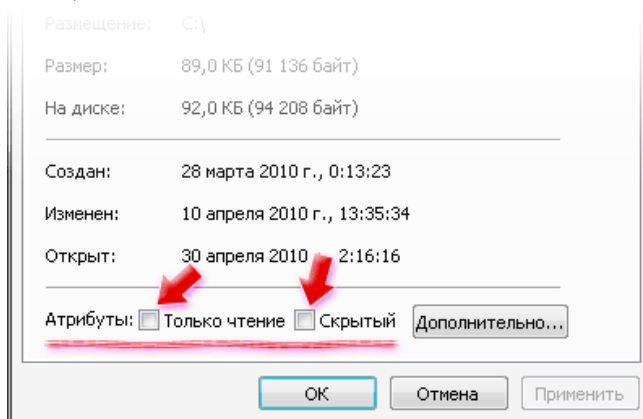 Размещение: C:\
Размер: 89,0 КБ (91 136 байт)
На диске: 92,0 КБ (94 208 байт)
Создан: 28 марта 2010 г., 0:13:23
Изменен: 10 апреля 2010 г., 13:35:34
Открыт: 30 апреля 2010 2:16:16
Атрибуты: Только чтение Скрытый Дополнительно...
ОК Отмена Применить